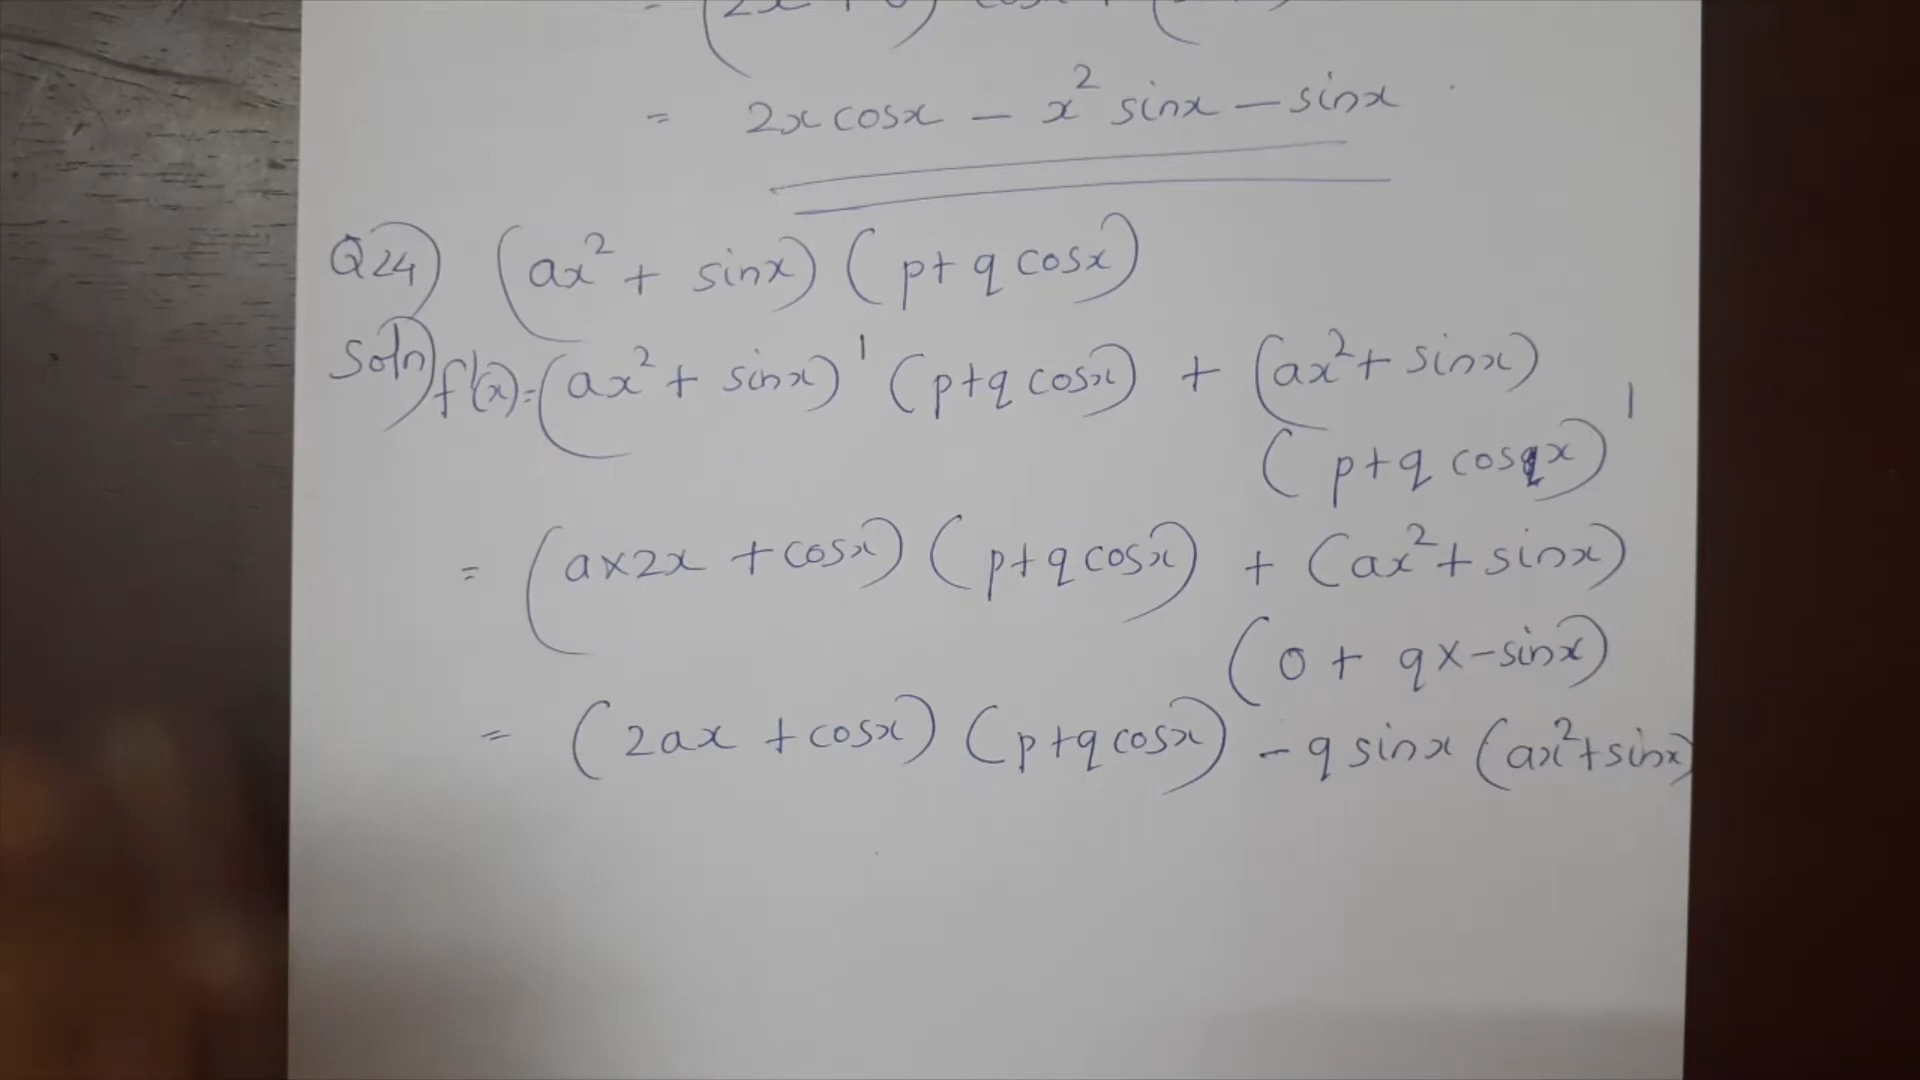 = 2x cosx - x² sinx - sinx
Q24) (ax² + sinx) (p+q cosx)
Soln) f'(x) = (ax² + sinx)' (p+q cosx) + (ax² + sinx)
(p+q cosqx)'
= (a×2x + cosx) (p+q cosx) + (ax² + sinx)
(0 + q×-sinx)
= (2ax + cosx) (p+q cosx) - q sinx (ax²+sinx)